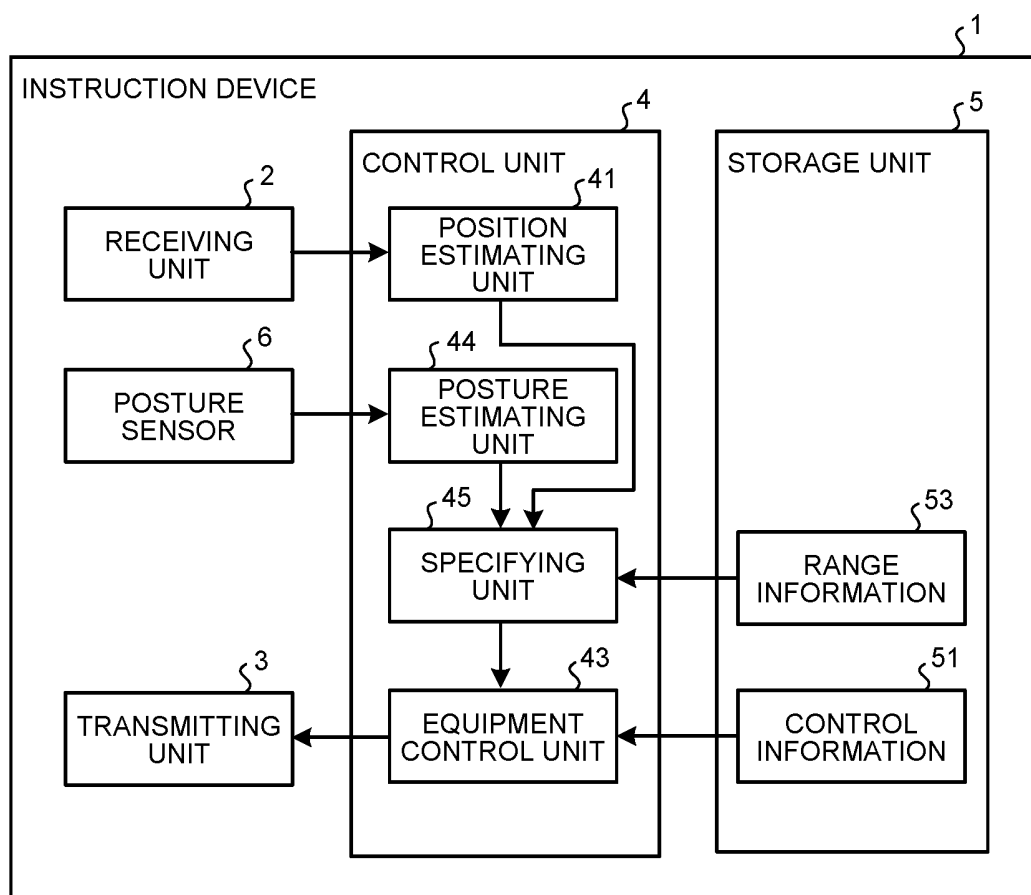 1
INSTRUCTION DEVICE
4
CONTROL UNIT
5
STORAGE UNIT
2
RECEIVING
UNIT
41
POSITION
ESTIMATING
UNIT
6
POSTURE
SENSOR
44
POSTURE
ESTIMATING
UNIT
45
SPECIFYING
UNIT
53
RANGE
INFORMATION
3
TRANSMITTING
UNIT
43
EQUIPMENT
CONTROL UNIT
51
CONTROL
INFORMATION